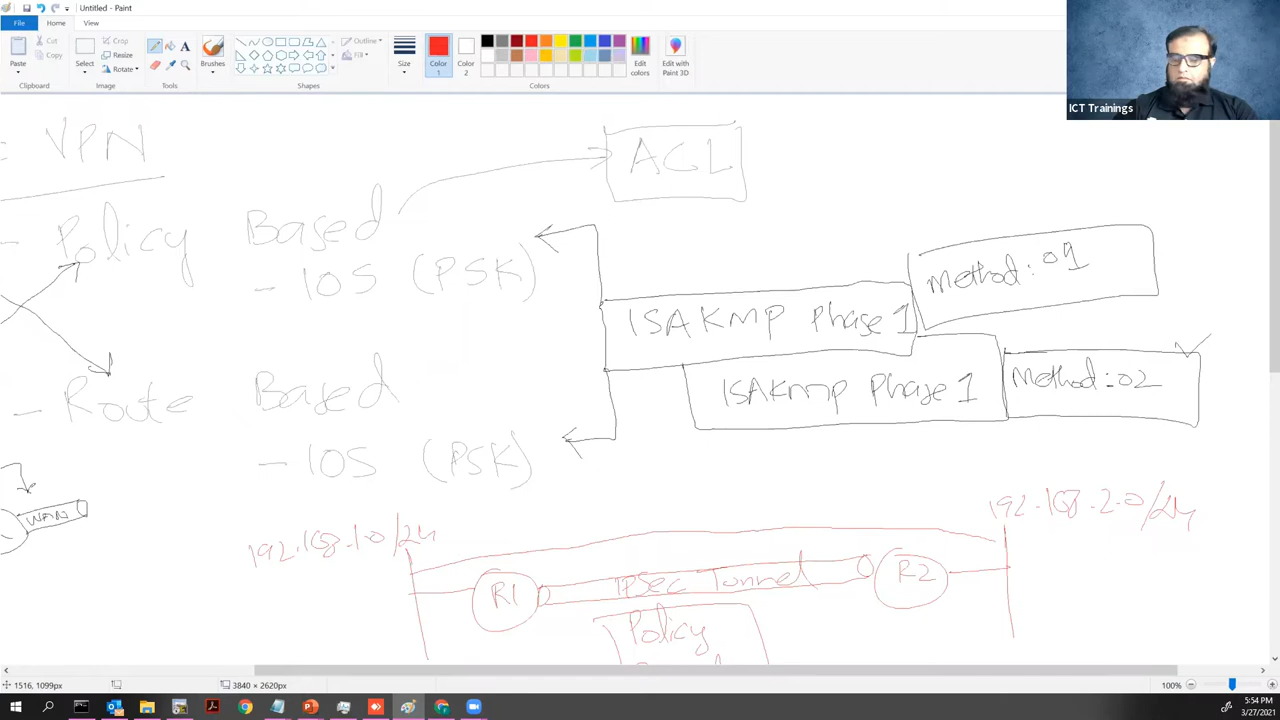 Untitled - Paint
File
Home
View
Paste
Cut
Copy
Clipboard
Select
Crop
Resize
Rotate
Image
Tools
Brushes
Shapes
Outline
Fill
Size
Color 1
Color 2
Colors
Edit colors
Edit with Paint 3D
ICT Trainings
: VPN
ACL
- Policy Based
- IOS (PSK)
Method: 01
ISAKMP Phase 1
ISAKMP Phase 1
Method: 02
- Route Based
- IOS (PSK)
WAN
192.168.1.0/24
192.168.2.0/24
R1
IPSec Tunnel
R2
Policy
1516, 1099px
3840 × 2620px
100%
5:54 PM
3/27/2021